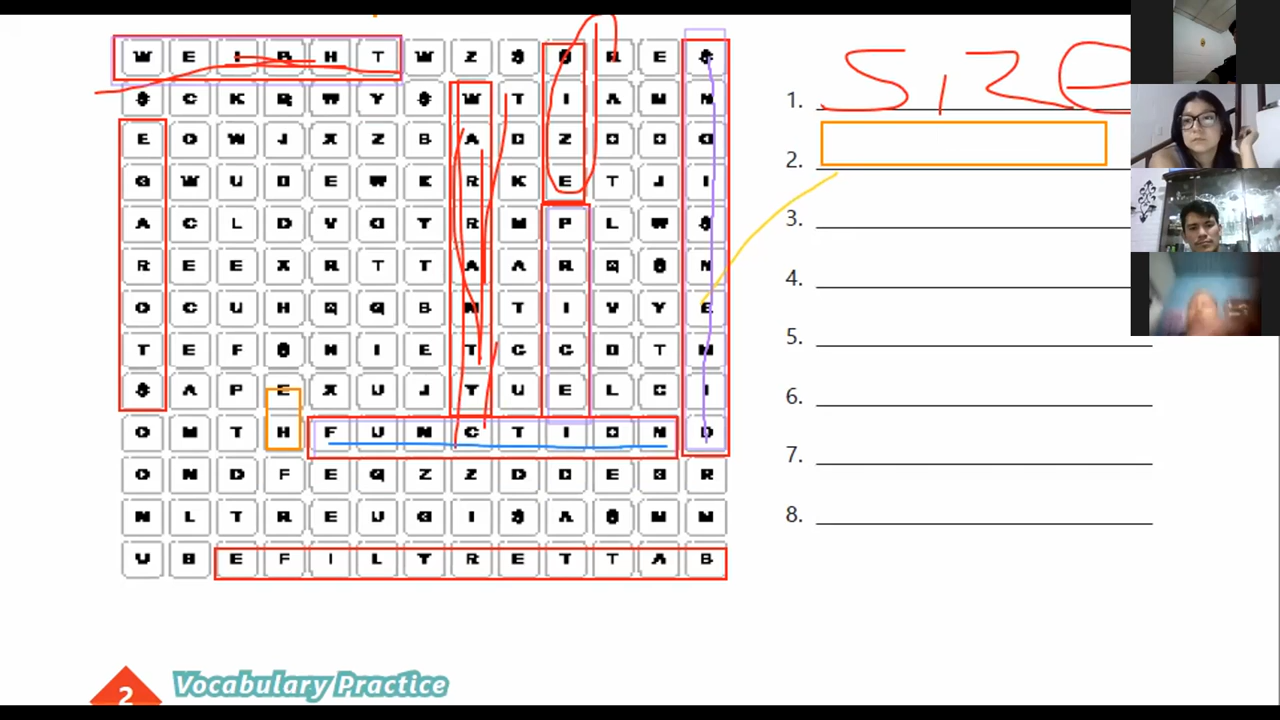 W E I G H T W Z S S R E S
S C K R W Y S W T I A M N
E O W J X Z B A D Z O O O
G W U O E W K R K E T J I
A C L D V G Y R M P L W S
R E E X R T T A A R Q S N
O C U H Q Q B N T I V Y E
T E F S N I E T G C O T M
S A P E X U J Y U E L C I
O M T H F U N C T I O N D
O N D F E Q Z Z D D E G R
N L T R E U G I S A S M M
U B E F I L Y R E T T A B
1. SIZE
2.
3.
4.
5.
6.
7.
8.
2 Vocabulary Practice